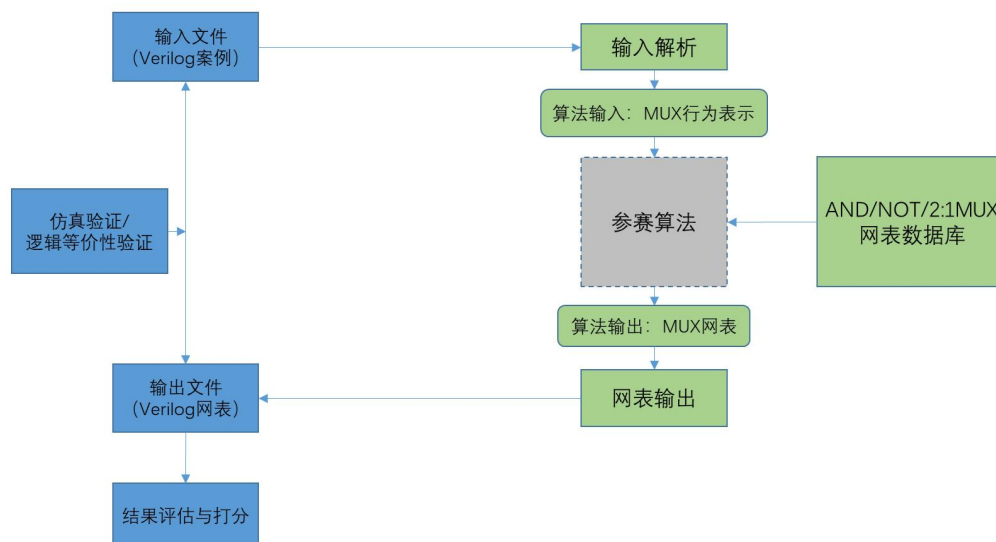 输入文件
（Verilog案例）
输入解析
算法输入：MUX行为表示
仿真验证/
逻辑等价性验证
参赛算法
AND/NOT/2:1MUX
网表数据库
算法输出：MUX网表
输出文件
（Verilog网表）
网表输出
结果评估与打分